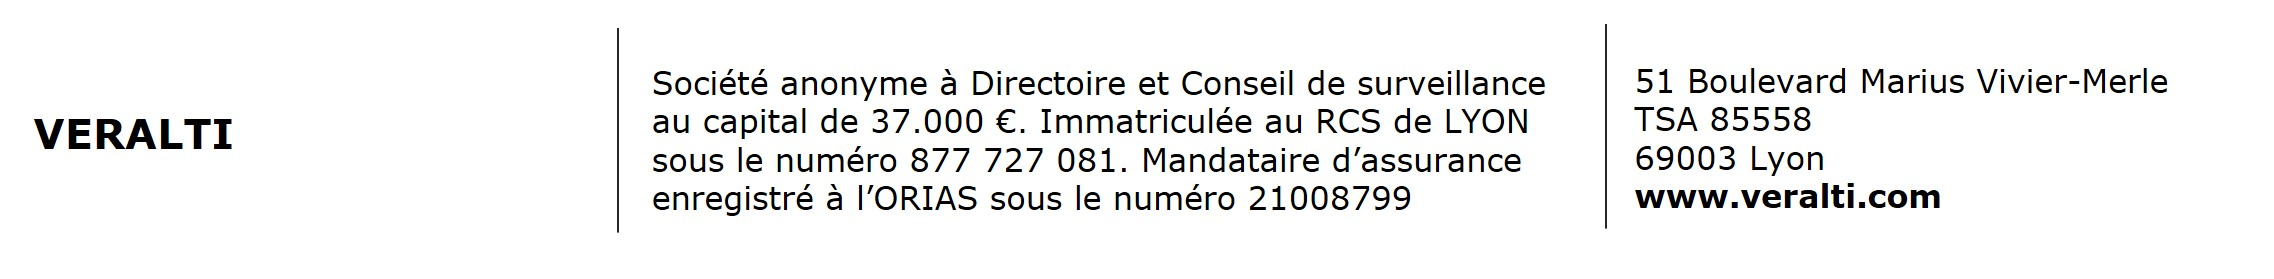 VERALTI
Société anonyme à Directoire et Conseil de surveillance
au capital de 37.000 €. Immatriculée au RCS de LYON
sous le numéro 877 727 081. Mandataire d’assurance
enregistré à l’ORIAS sous le numéro 21008799
51 Boulevard Marius Vivier-Merle
TSA 85558
69003 Lyon
www.veralti.com